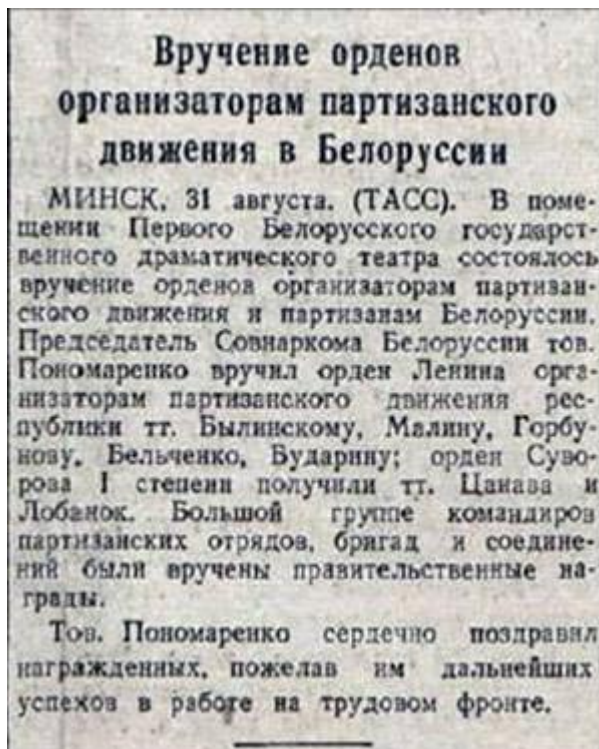 Вручение орденов
организаторам партизанского
движения в Белоруссии
МИНСК, 31 августа. (ТАСС). В поме-
щении Первого Белорусского государст-
венного драматического театра состоялось
вручение орденов организаторам партизан-
ского движения и партизанам Белоруссии.
Председатель Совнаркома Белоруссии тов.
Пономаренко вручил орден Ленина орга-
низаторам партизанского движения рес-
публики тт. Былинскому, Малину, Горбу-
нову, Бельченко, Бударину; орден Суво-
рова I степени получили тт. Цанава и
Лобанок. Большой группе командиров
партизанских отрядов, бригад и соедине-
ний были вручены правительственные на-
грады.
Тов. Пономаренко сердечно поздравил
награжденных, пожелав им дальнейших
успехов в работе на трудовом фронте.